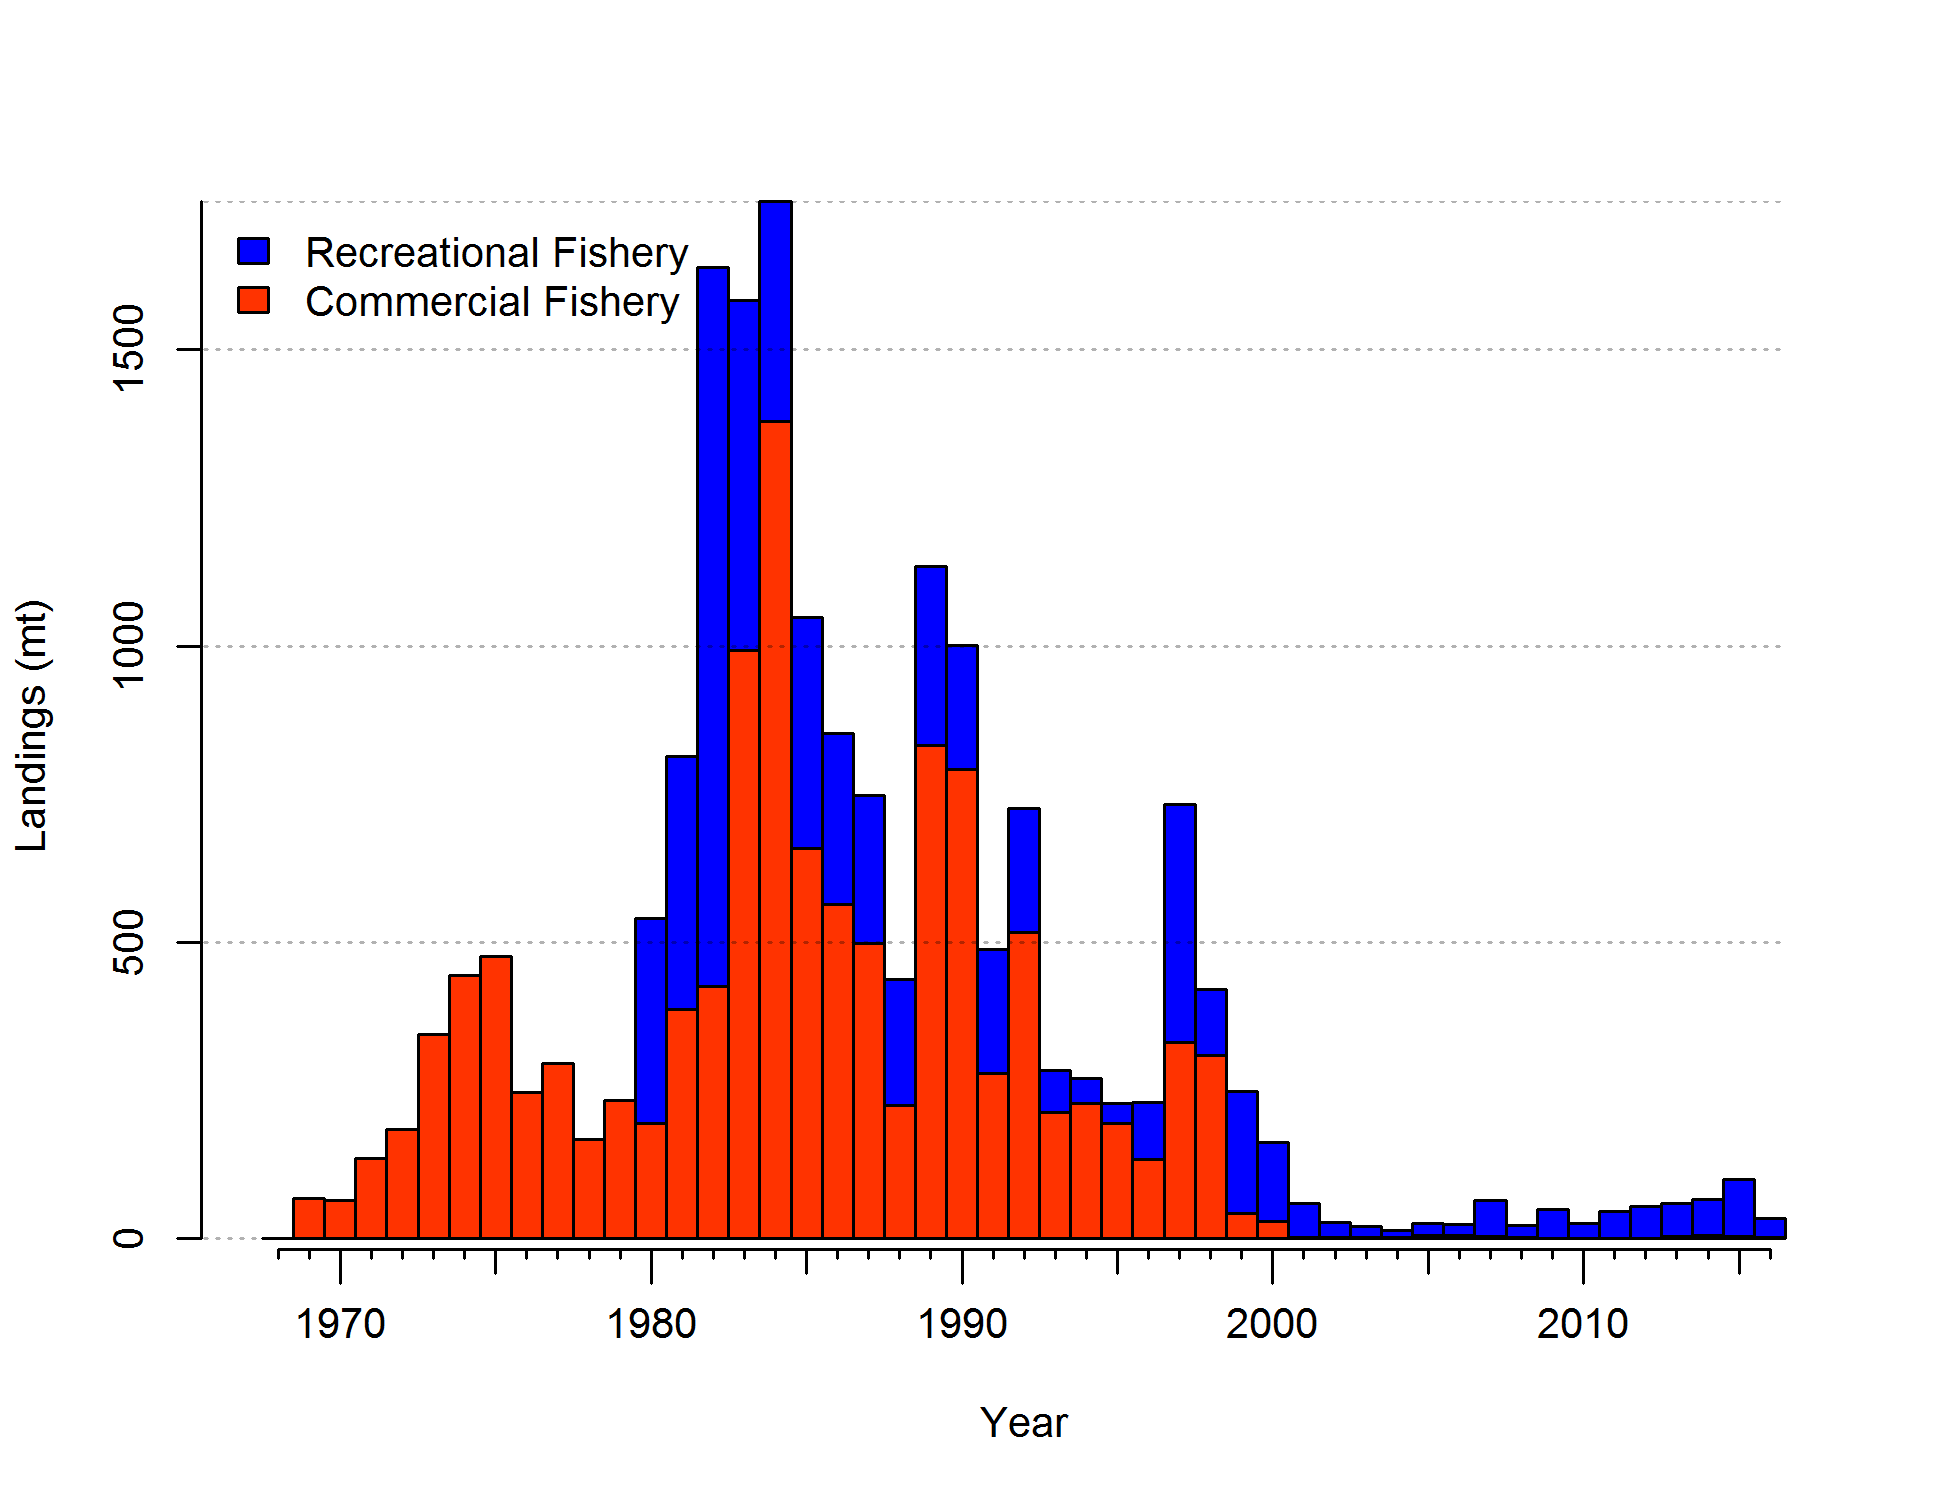 Recreational Fishery
Commercial Fishery
Landings (mt)
1500
1000
500
0
1970 1980 1990 2000 2010
Year